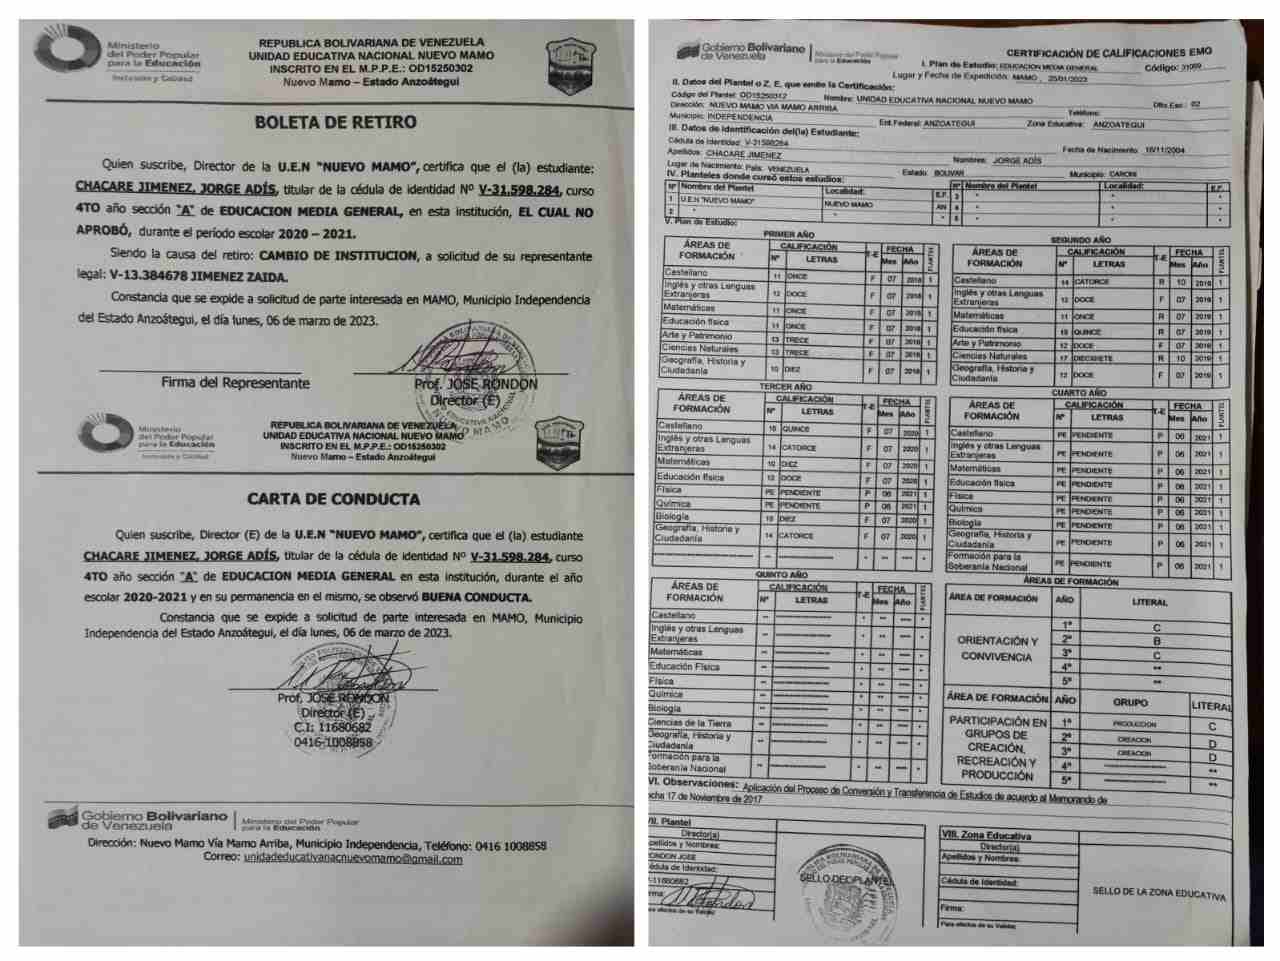 Ministerio
del Poder Popular
para la Educación
Inclusión y Calidad
REPUBLICA BOLIVARIANA DE VENEZUELA
UNIDAD EDUCATIVA NACIONAL NUEVO MAMO
INSCRITO EN EL M.P.P.E.: OD15250302
Nuevo Mamo – Estado Anzoátegui
BOLETA DE RETIRO
Quien suscribe, Director de la U.E.N "NUEVO MAMO", certifica que el (la) estudiante:
CHACARE JIMENEZ, JORGE ADÍS, titular de la cédula de identidad Nº V-31.598.284, curso
4TO año sección "A" de EDUCACION MEDIA GENERAL, en esta institución, EL CUAL NO
APROBÓ, durante el período escolar 2020 – 2021.
Siendo la causa del retiro: CAMBIO DE INSTITUCION, a solicitud de su representante
legal: V-13.384678 JIMENEZ ZAIDA.
Constancia que se expide a solicitud de parte interesada en MAMO, Municipio Independencia
del Estado Anzoátegui, el día lunes, 06 de marzo de 2023.
Firma del Representante
Prof. JOSE RONDON
Director (E)
Ministerio
del Poder Popular
para la Educación
Inclusión y Calidad
REPUBLICA BOLIVARIANA DE VENEZUELA
UNIDAD EDUCATIVA NACIONAL NUEVO MAMO
INSCRITO EN EL M.P.P.E.: OD15250302
Nuevo Mamo – Estado Anzoátegui
CARTA DE CONDUCTA
Quien suscribe, Director (E) de la U.E.N "NUEVO MAMO", certifica que el (la) estudiante
CHACARE JIMENEZ, JORGE ADÍS, titular de la cédula de identidad Nº V-31.598.284, curso
4TO año sección "A" de EDUCACION MEDIA GENERAL en esta institución, durante el año
escolar 2020-2021 y en su permanencia en el mismo, se observó BUENA CONDUCTA.
Constancia que se expide a solicitud de parte interesada en MAMO, Municipio
Independencia del Estado Anzoátegui, el día lunes, 06 de marzo de 2023.
Prof. JOSE RONDON
Director (E)
C.I: 11680682
0416-1008858
Gobierno Bolivariano de Venezuela
Ministerio del Poder Popular para la Educación
Dirección: Nuevo Mamo Vía Mamo Arriba, Municipio Independencia, Teléfono: 0416 1008858
Correo: unidadeducativanacnuevomamo@gmail.com
Gobierno Bolivariano de Venezuela
CERTIFICACIÓN DE CALIFICACIONES EMG
I. Plan de Estudio: EDUCACION MEDIA GENERAL Código: 31059
Lugar y Fecha de Expedición: MAMO , 25/01/2023
II. Datos del Plantel o Z, E, que emite la Certificación:
Código del Plantel: OD15250312 Nombre: UNIDAD EDUCATIVA NACIONAL NUEVO MAMO Dtto.Esc.: 02
Dirección: NUEVO MAMO VIA MAMO ARRIBA Teléfono:
Municipio: INDEPENDENCIA Ent.Federal: ANZOATEGUI Zona Educativa: ANZOATEGUI
III. Datos de Identificación del(la) Estudiante:
Cédula de Identidad: V-31598284 Fecha de Nacimiento: 16/11/2004
Apellidos: CHACARE JIMENEZ Nombres: JORGE ADÍS
Lugar de Nacimiento: País: VENEZUELA Estado: BOLIVAR Municipio: CARONI
IV. Planteles donde cursó estos estudios:
Nº Nombre del Plantel Localidad: E.F. Nº Nombre del Plantel Localidad: E.F.
1 U.E.N "NUEVO MAMO" NUEVO MAMO AN
V. Plan de Estudio:
PRIMER AÑO
ÁREAS DE FORMACIÓN CALIFICACIÓN Nº LETRAS T-E FECHA Mes Año PLANTEL
Castellano 11 ONCE F 07 2018 1
Inglés y otras Lenguas Extranjeras 12 DOCE F 07 2018 1
Matemáticas 11 ONCE F 07 2018 1
Educación física 11 ONCE F 07 2018 1
Arte y Patrimonio 13 TRECE F 07 2018 1
Ciencias Naturales 13 TRECE F 07 2018 1
Geografía, Historia y Ciudadanía 10 DIEZ F 07 2018 1
SEGUNDO AÑO
ÁREAS DE FORMACIÓN CALIFICACIÓN Nº LETRAS T-E FECHA Mes Año PLANTEL
Castellano 14 CATORCE R 10 2019 1
Inglés y otras Lenguas Extranjeras 12 DOCE F 07 2019 1
Matemáticas 11 ONCE R 07 2019 1
Educación física 15 QUINCE F 07 2019 1
Arte y Patrimonio 12 DOCE F 07 2019 1
Ciencias Naturales 17 DIECISIETE R 10 2019 1
Geografía, Historia y Ciudadanía 12 DOCE F 07 2019 1
TERCER AÑO
ÁREAS DE FORMACIÓN CALIFICACIÓN Nº LETRAS T-E FECHA Mes Año PLANTEL
Castellano 15 QUINCE F 07 2020 1
Inglés y otras Lenguas Extranjeras 14 CATORCE F 07 2020 1
Matemáticas 10 DIEZ F 07 2020 1
Educación física 12 DOCE F 07 2020 1
Física PE PENDIENTE P 06 2021 1
Química PE PENDIENTE P 06 2021 1
Biología 10 DIEZ F 07 2020 1
Geografía, Historia y Ciudadanía 14 CATORCE F 07 2020 1
CUARTO AÑO
ÁREAS DE FORMACIÓN CALIFICACIÓN Nº LETRAS T-E FECHA Mes Año PLANTEL
Castellano PE PENDIENTE P 06 2021 1
Inglés y otras Lenguas Extranjeras PE PENDIENTE P 06 2021 1
Matemáticas PE PENDIENTE P 06 2021 1
Educación física PE PENDIENTE P 06 2021 1
Física PE PENDIENTE P 06 2021 1
Química PE PENDIENTE P 06 2021 1
Biología PE PENDIENTE P 06 2021 1
Geografía, Historia y Ciudadanía PE PENDIENTE P 06 2021 1
Formación para la Soberanía Nacional PE PENDIENTE P 06 2021 1
QUINTO AÑO
ÁREAS DE FORMACIÓN CALIFICACIÓN Nº LETRAS T-E FECHA Mes Año PLANTEL
Castellano
Inglés y otras Lenguas Extranjeras
Matemáticas
Educación Física
Física
Química
Biología
Ciencias de la Tierra
Geografía, Historia y Ciudadanía
Formación para la Soberanía Nacional
ÁREAS DE FORMACIÓN
ÁREA DE FORMACIÓN AÑO LITERAL
ORIENTACIÓN Y CONVIVENCIA
1º C
2º B
3º C
4º **
5º **
ÁREA DE FORMACIÓN AÑO GRUPO LITERAL
PARTICIPACIÓN EN GRUPOS DE CREACIÓN, RECREACIÓN Y PRODUCCIÓN
1º PRODUCCION C
2º CREACION D
3º CREACION D
4º **
5º **
VI. Observaciones: Aplicación del Proceso de Conversión y Transferencia de Estudios de acuerdo al Memorando de
fecha 17 de Noviembre de 2017
VII. Plantel
Director(a)
Apellidos y Nombres:
RONDON JOSE
Cédula de Identidad:
V-11680682
Firma:
Para efectos de su Validez
SELLO DEL PLANTEL
VIII. Zona Educativa
Director(a)
Apellidos y Nombres:
Cédula de Identidad:
Firma:
Para efectos de su Validez
SELLO DE LA ZONA EDUCATIVA